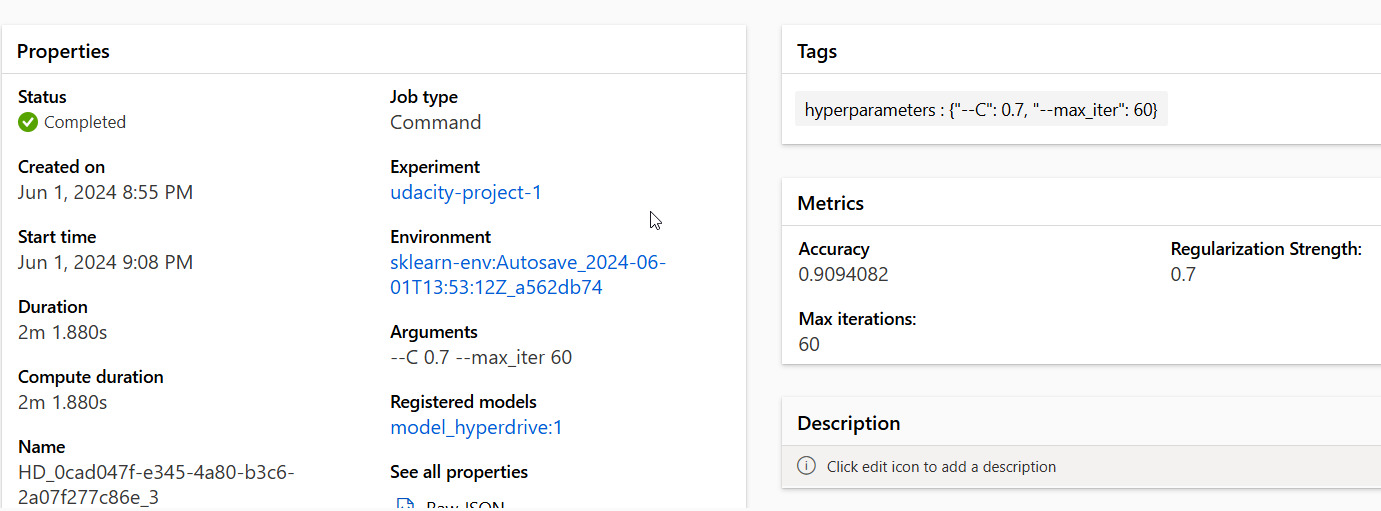 Properties
Status
Completed
Created on
Jun 1, 2024 8:55 PM
Start time
Jun 1, 2024 9:08 PM
Duration
2m 1.880s
Compute duration
2m 1.880s
Name
HD_0cad047f-e345-4a80-b3c6-
2a07f277c86e_3
Job type
Command
Experiment
udacity-project-1
Environment
sklearn-env:Autosave_2024-06-
01T13:53:12Z_a562db74
Arguments
--C 0.7 --max_iter 60
Registered models
model_hyperdrive:1
See all properties
Raw JSON
Tags
hyperparameters : {"--C": 0.7, "--max_iter": 60}
Metrics
Accuracy
0.9094082
Regularization Strength:
0.7
Max iterations:
60
Description
Click edit icon to add a description